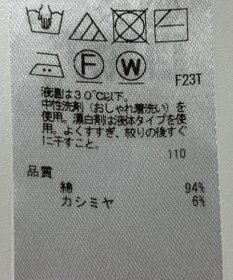 F W
F23T
液温は30℃以下。
中性洗剤(おしゃれ着洗い)を
使用。漂白剤は液体タイプを使
用。よくすすぎ、絞りの後すぐ
に干すこと。
110
品質
綿 94%
カシミヤ 6%